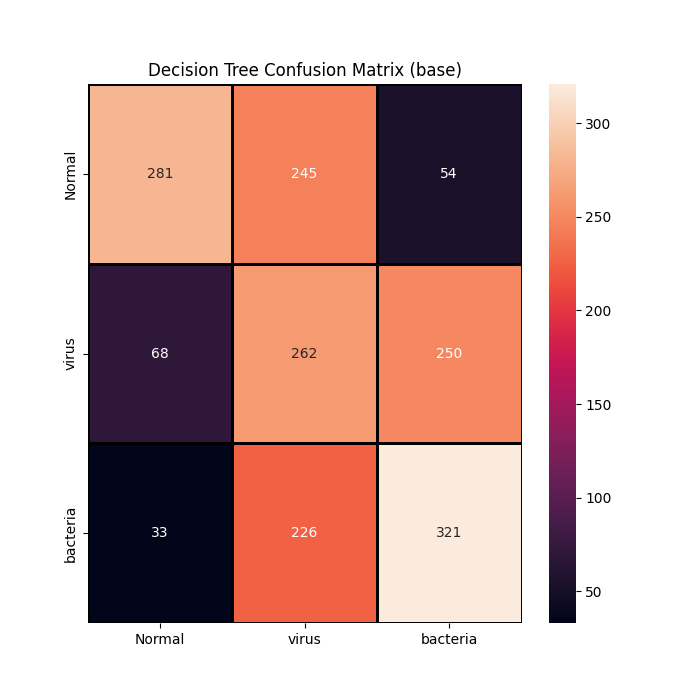 Decision Tree Confusion Matrix (base)
Normal 281 245 54
virus 68 262 250
bacteria 33 226 321
Normal virus bacteria
300
250
200
150
100
50